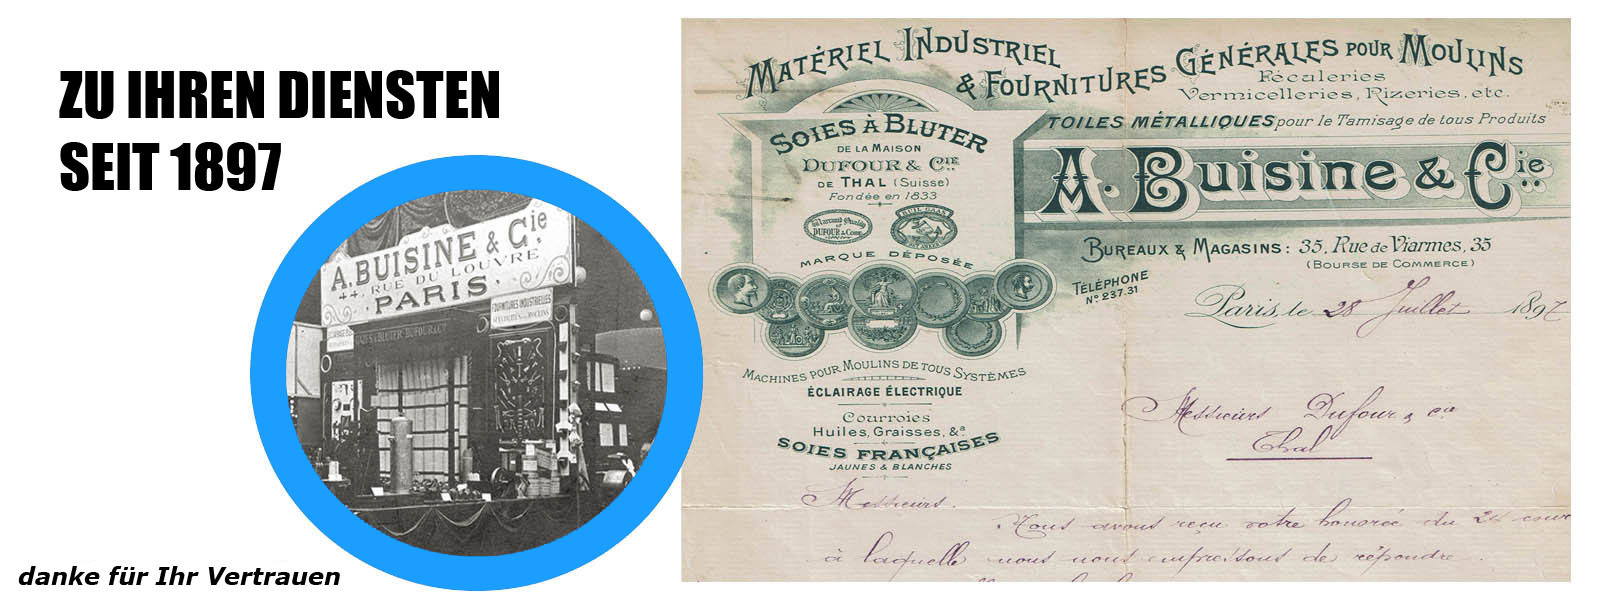 ZU IHREN DIENSTEN
SEIT 1897
A. BUISINE & Cie.
44, RUE DU LOUVRE
PARIS.
FOURNITURES INDUSTRIELLES
danke für Ihr Vertrauen
MATÉRIEL INDUSTRIEL
& FOURNITURES GÉNÉRALES POUR MOULINS
Féculeries
Vermicelleries, Rizeries, etc.
TOILES MÉTALLIQUES pour le Tamisage de tous Produits
A. Buisine & Cie
BUREAUX & MAGASINS: 35, Rue de Viarmes, 35
(BOURSE DE COMMERCE)
TÉLÉPHONE
No 237.31
SOIES À BLUTER
DE LA MAISON
DUFOUR & CIE
DE THAL (Suisse)
Fondée en 1833
MARQUE DÉPOSÉE
MACHINES POUR MOULINS DE TOUS SYSTÈMES
ÉCLAIRAGE ÉLECTRIQUE
Courroies
Huiles, Graisses, &a
SOIES FRANÇAISES
JAUNES & BLANCHES
Paris, le 28 Juillet 1897
Messieurs Dufour & Cie
Thal
Messieurs.
Nous avons reçu votre honorée du 24 cour
à laquelle nous nous empressons de répondre.